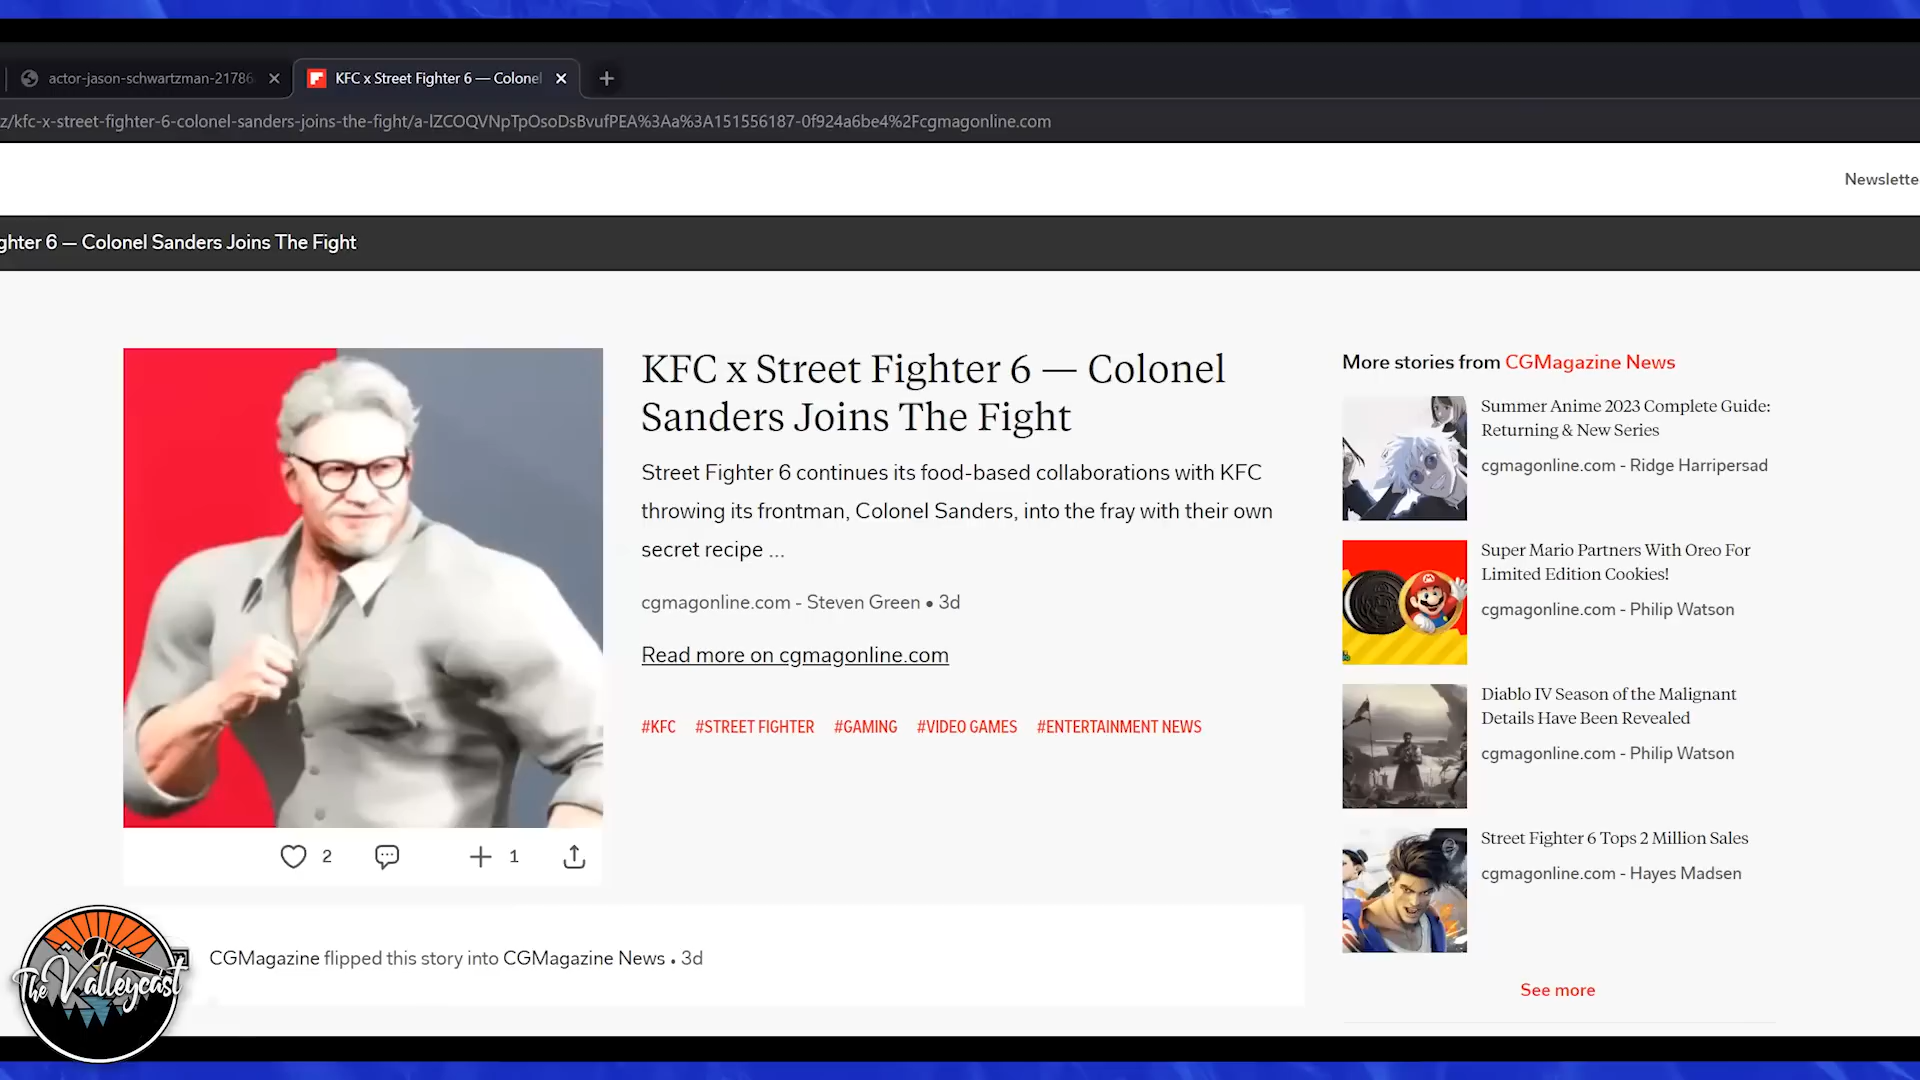 actor-jason-schwartzman-21786
KFC x Street Fighter 6 — Colonel
z/kfc-x-street-fighter-6-colonel-sanders-joins-the-fight/a-lZCOQVNpTpOsoDsBvufPEA%3Aa%3A151556187-0f924a6be4%2Fcgmagonline.com
Newslette
ghter 6 — Colonel Sanders Joins The Fight
KFC x Street Fighter 6 — Colonel
Sanders Joins The Fight
Street Fighter 6 continues its food-based collaborations with KFC
throwing its frontman, Colonel Sanders, into the fray with their own
secret recipe ...
cgmagonline.com - Steven Green • 3d
Read more on cgmagonline.com
#KFC #STREET FIGHTER #GAMING #VIDEO GAMES #ENTERTAINMENT NEWS
2
1
CGMagazine flipped this story into CGMagazine News • 3d
More stories from CGMagazine News
Summer Anime 2023 Complete Guide:
Returning & New Series
cgmagonline.com - Ridge Harripersad
Super Mario Partners With Oreo For
Limited Edition Cookies!
cgmagonline.com - Philip Watson
Diablo IV Season of the Malignant
Details Have Been Revealed
cgmagonline.com - Philip Watson
Street Fighter 6 Tops 2 Million Sales
cgmagonline.com - Hayes Madsen
See more
The Valleycast